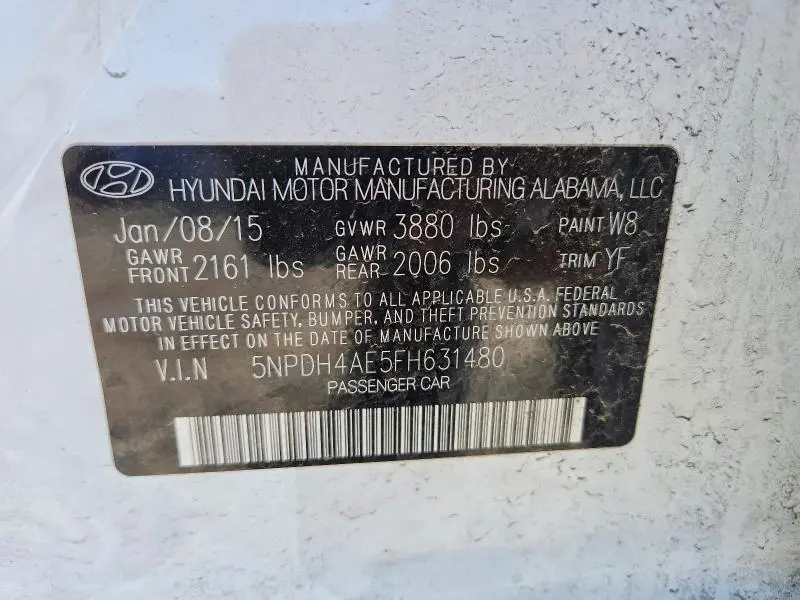 MANUFACTURED BY
HYUNDAI MOTOR MANUFACTURING ALABAMA, LLC
Jan/08/15 GVWR 3880 lbs PAINT W8
GAWR FRONT 2161 lbs GAWR REAR 2006 lbs TRIM YF
THIS VEHICLE CONFORMS TO ALL APPLICABLE U.S.A. FEDERAL
MOTOR VEHICLE SAFETY, BUMPER, AND THEFT PREVENTION STANDARDS
IN EFFECT ON THE DATE OF MANUFACTURE SHOWN ABOVE
V.I.N 5NPDH4AE5FH631480
PASSENGER CAR